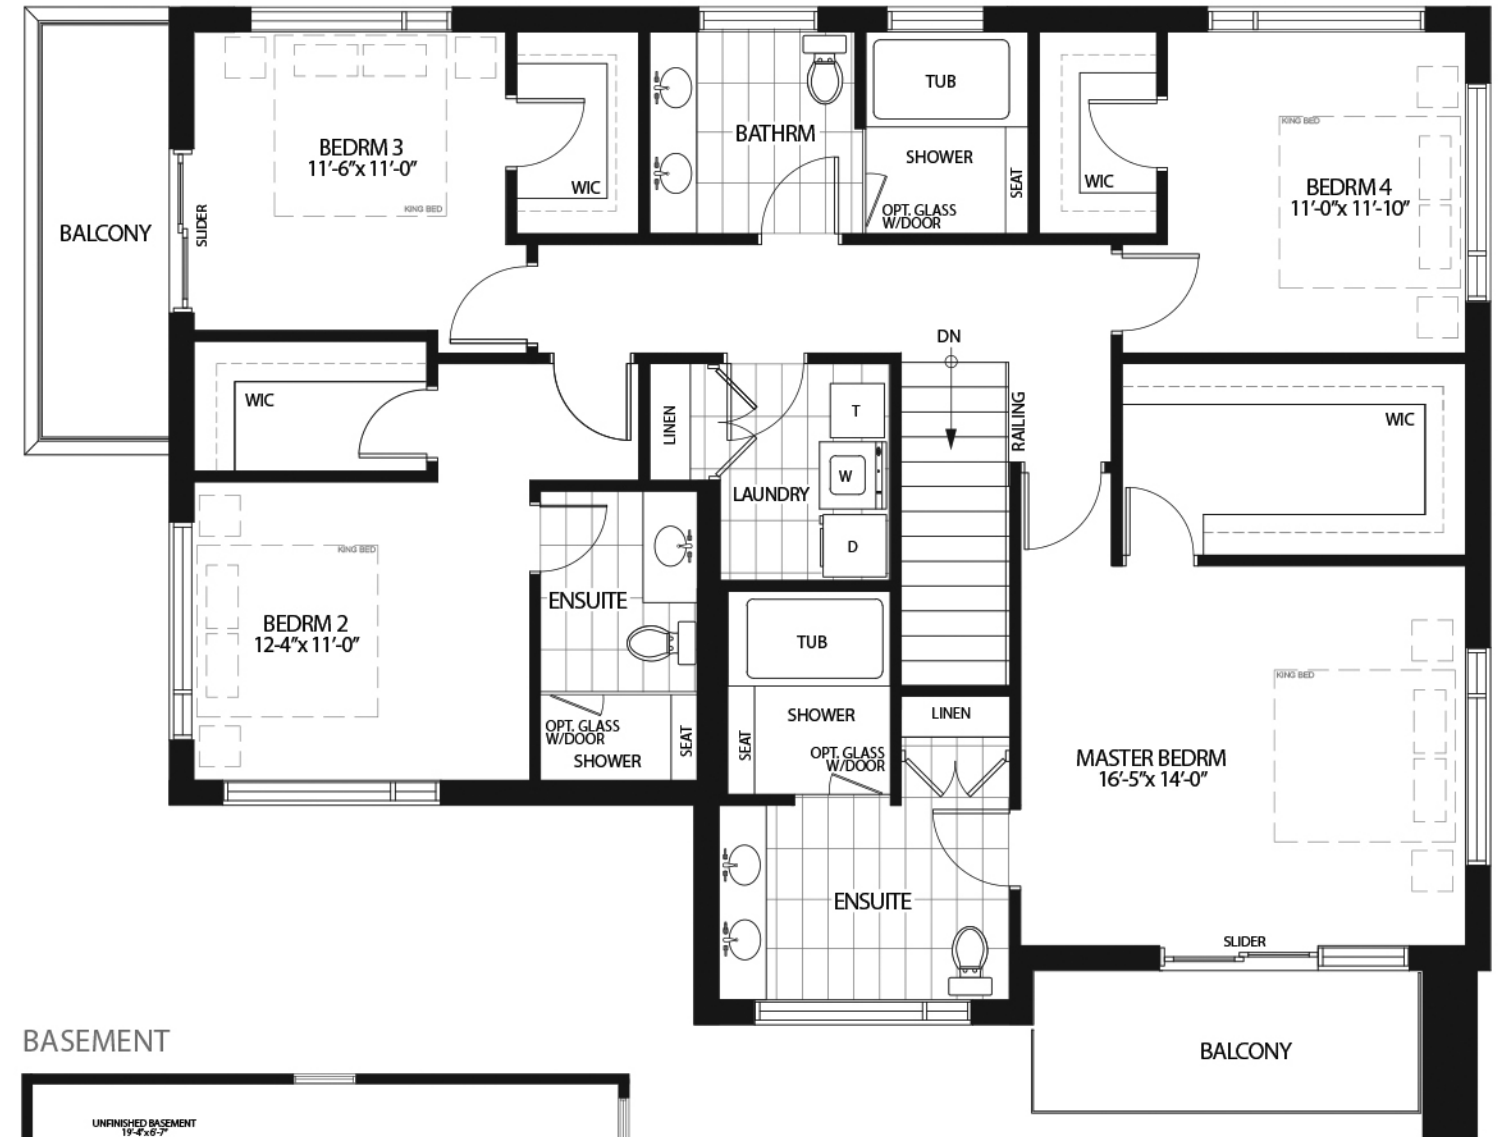 TUB
BATHRM
KING BED
BEDRM 3
11'-6"x 11'-0"
SHOWER
SEAT
WIC
WIC
BEDRM 4
11'-0"x 11'-10"
KING BED
SLIDER
OPT. GLASS
W/DOOR
BALCONY
DN
WIC
T
LINEN
RAILING
WIC
W
LAUNDRY
D
KING BED
ENSUITE
BEDRM 2
12-4"x 11'-0"
TUB
KING BED
SHOWER
LINEN
OPT. GLASS
W/DOOR
SEAT
SEAT
OPT. GLASS
W/DOOR
SHOWER
MASTER BEDRM
16'-5"x 14'-0"
ENSUITE
SLIDER
BASEMENT
BALCONY
UNFINISHED BASEMENT
19'-4"x6'-7"